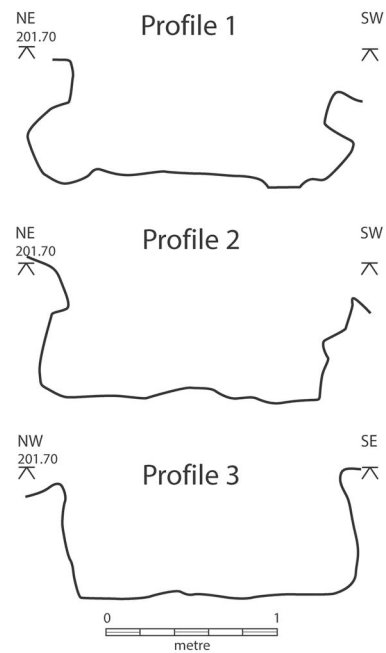 NE Profile 1 SW
201.70
NE Profile 2 SW
201.70
NW SE
201.70 Profile 3
0 1
metre